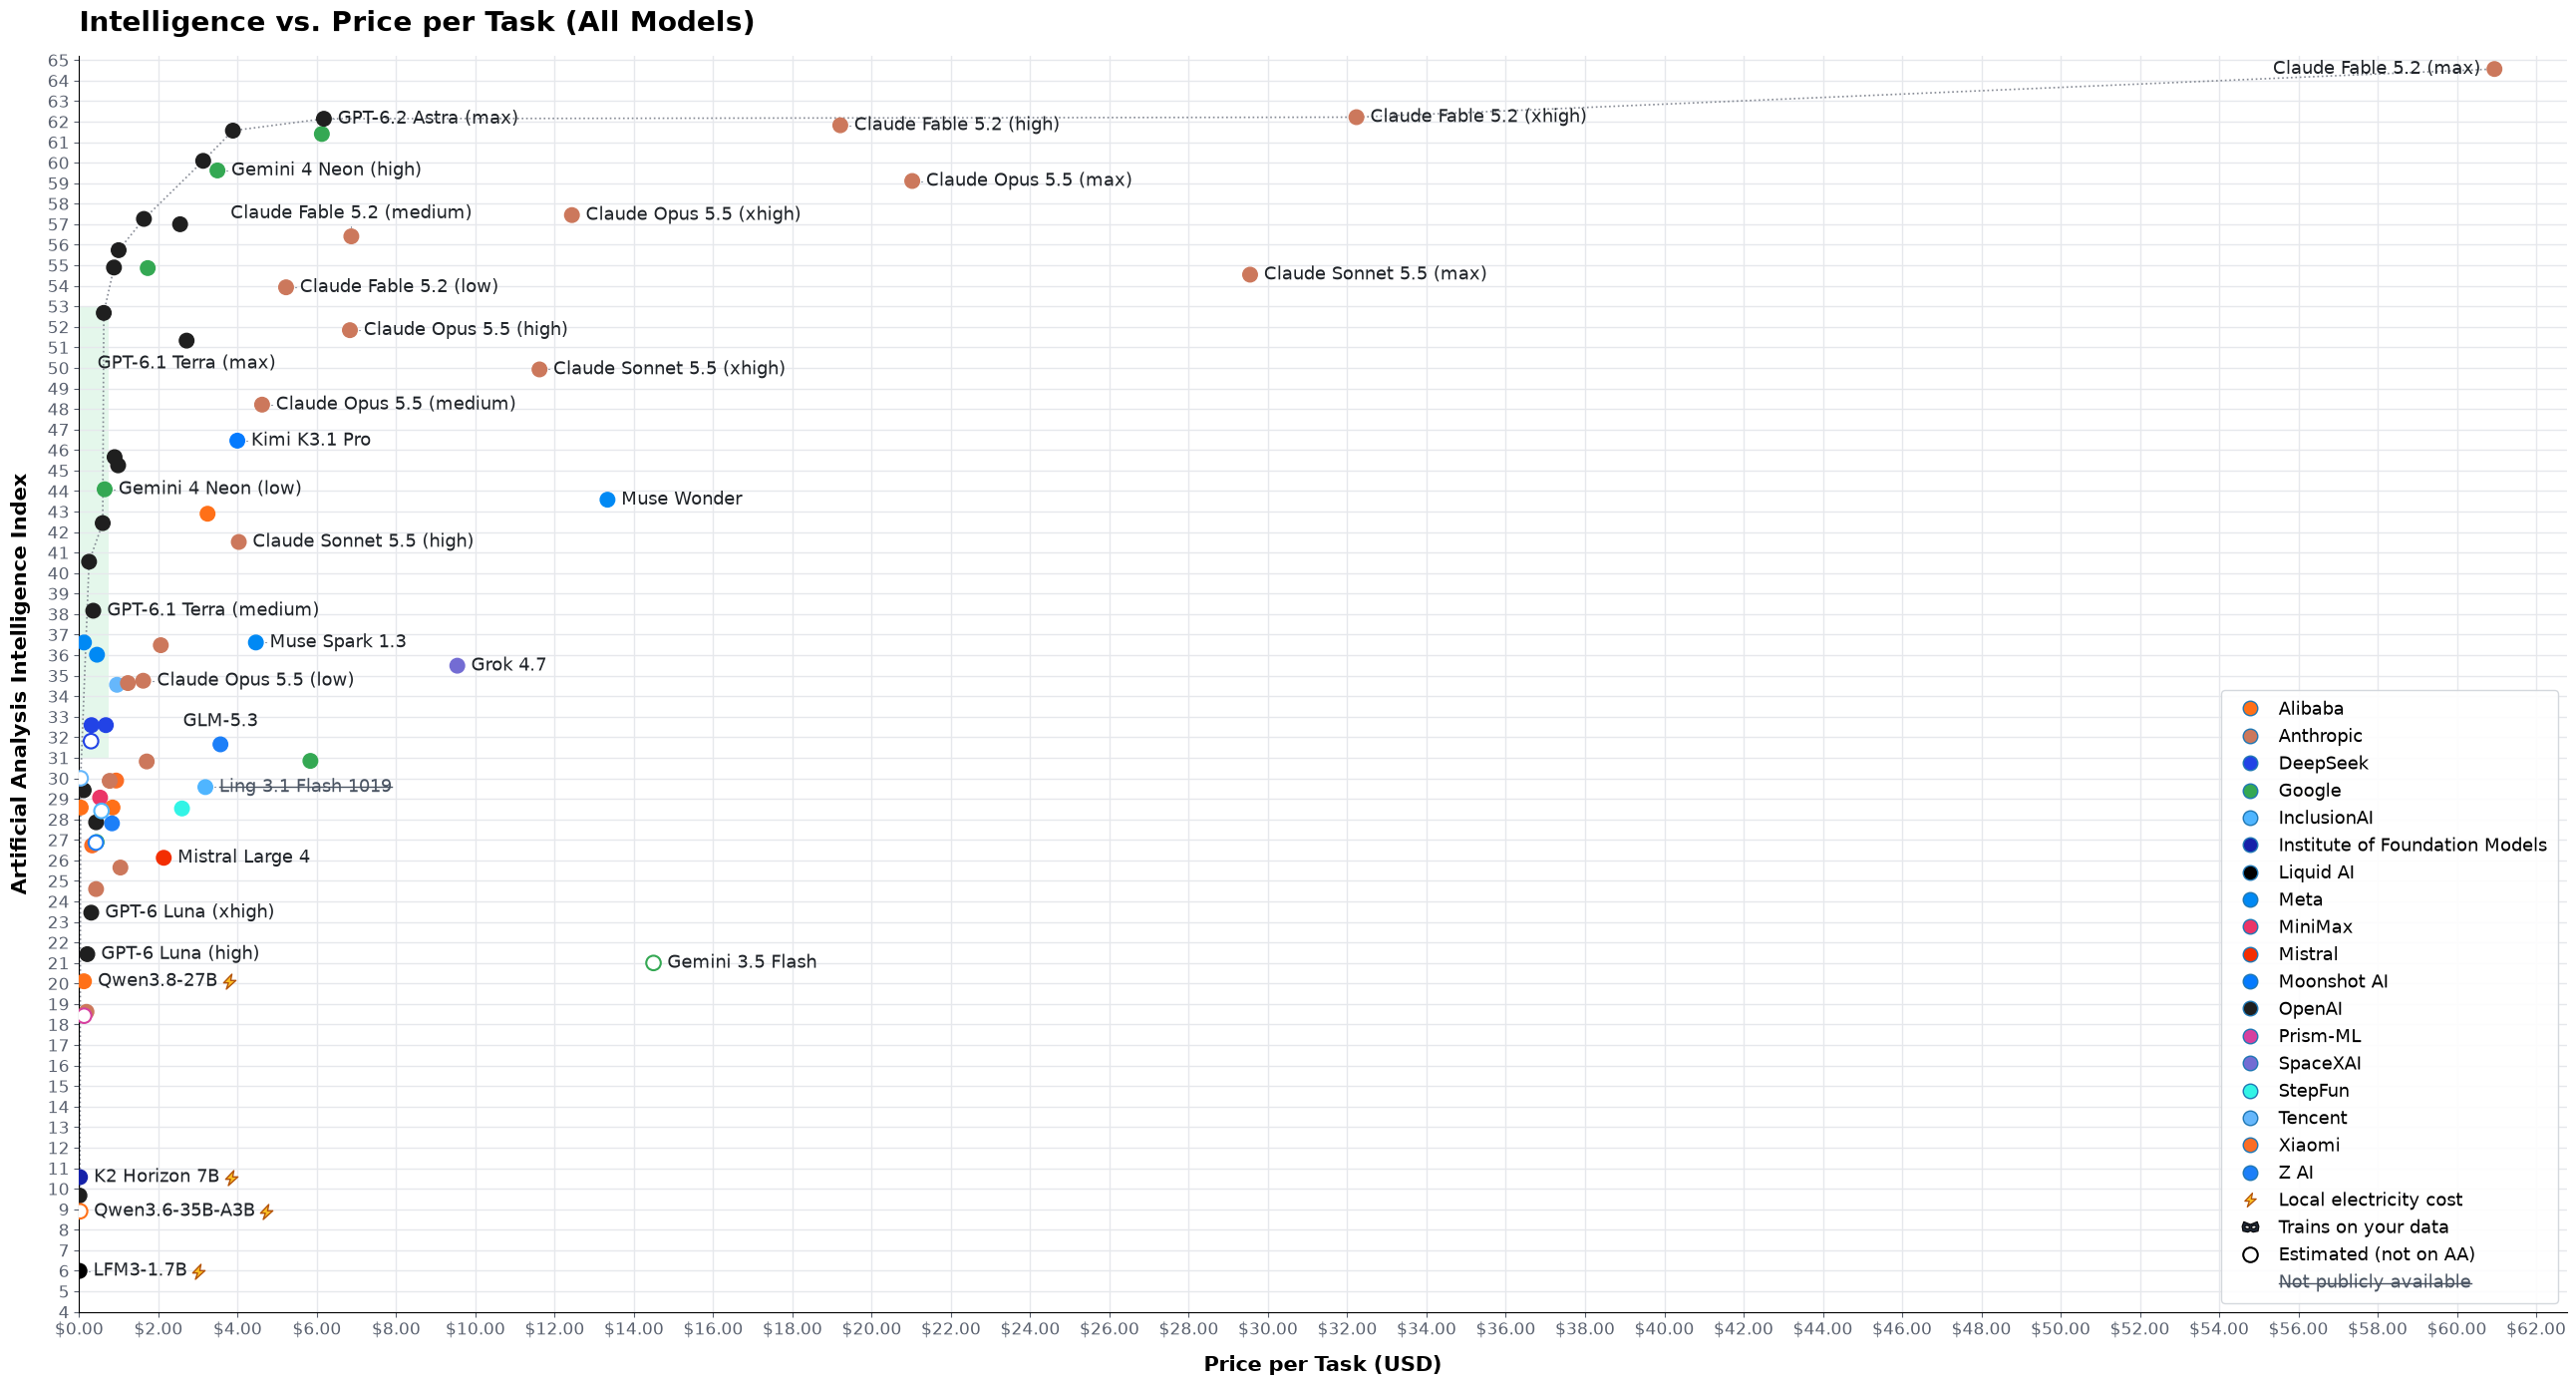 Intelligence vs. Price per Task (All Models)
Artificial Analysis Intelligence Index
65
64
63
62
61
60
59
58
57
56
55
54
53
52
51
50
49
48
47
46
45
44
43
42
41
40
39
38
37
36
35
34
33
32
31
30
29
28
27
26
25
24
23
22
21
20
19
18
17
16
15
14
13
12
11
10
9
8
7
6
5
4
Claude Fable 5.2 (max)
GPT-6.2 Astra (max)
Claude Fable 5.2 (xhigh)
Claude Fable 5.2 (high)
Gemini 4 Neon (high)
Claude Opus 5.5 (max)
Claude Fable 5.2 (medium)
Claude Opus 5.5 (xhigh)
Claude Sonnet 5.5 (max)
Claude Fable 5.2 (low)
Claude Opus 5.5 (high)
GPT-6.1 Terra (max)
Claude Sonnet 5.5 (xhigh)
Claude Opus 5.5 (medium)
Kimi K3.1 Pro
Gemini 4 Neon (low)
Muse Wonder
Claude Sonnet 5.5 (high)
GPT-6.1 Terra (medium)
Muse Spark 1.3
Grok 4.7
Claude Opus 5.5 (low)
GLM-5.3
Ling 3.1 Flash 1019
Mistral Large 4
GPT-6 Luna (xhigh)
GPT-6 Luna (high)
Gemini 3.5 Flash
Qwen3.8-27B
K2 Horizon 7B
Qwen3.6-35B-A3B
LFM3-1.7B
Alibaba
Anthropic
DeepSeek
Google
InclusionAI
Institute of Foundation Models
Liquid AI
Meta
MiniMax
Mistral
Moonshot AI
OpenAI
Prism-ML
SpaceXAI
StepFun
Tencent
Xiaomi
Z AI
Local electricity cost
Trains on your data
Estimated (not on AA)
Not publicly available
$0.00 $2.00 $4.00 $6.00 $8.00 $10.00 $12.00 $14.00 $16.00 $18.00 $20.00 $22.00 $24.00 $26.00 $28.00 $30.00 $32.00 $34.00 $36.00 $38.00 $40.00 $42.00 $44.00 $46.00 $48.00 $50.00 $52.00 $54.00 $56.00 $58.00 $60.00 $62.00
Price per Task (USD)